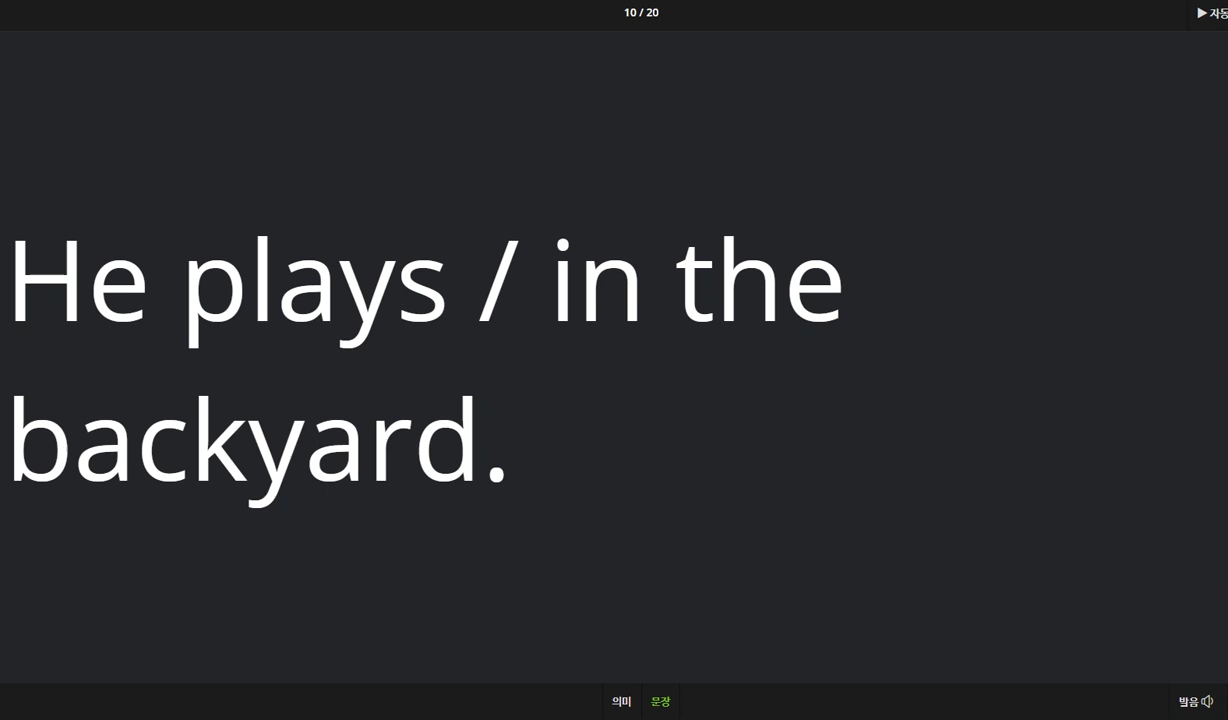 10 / 20
▶ 자동
He plays / in the
backyard.
의미 문장
발음